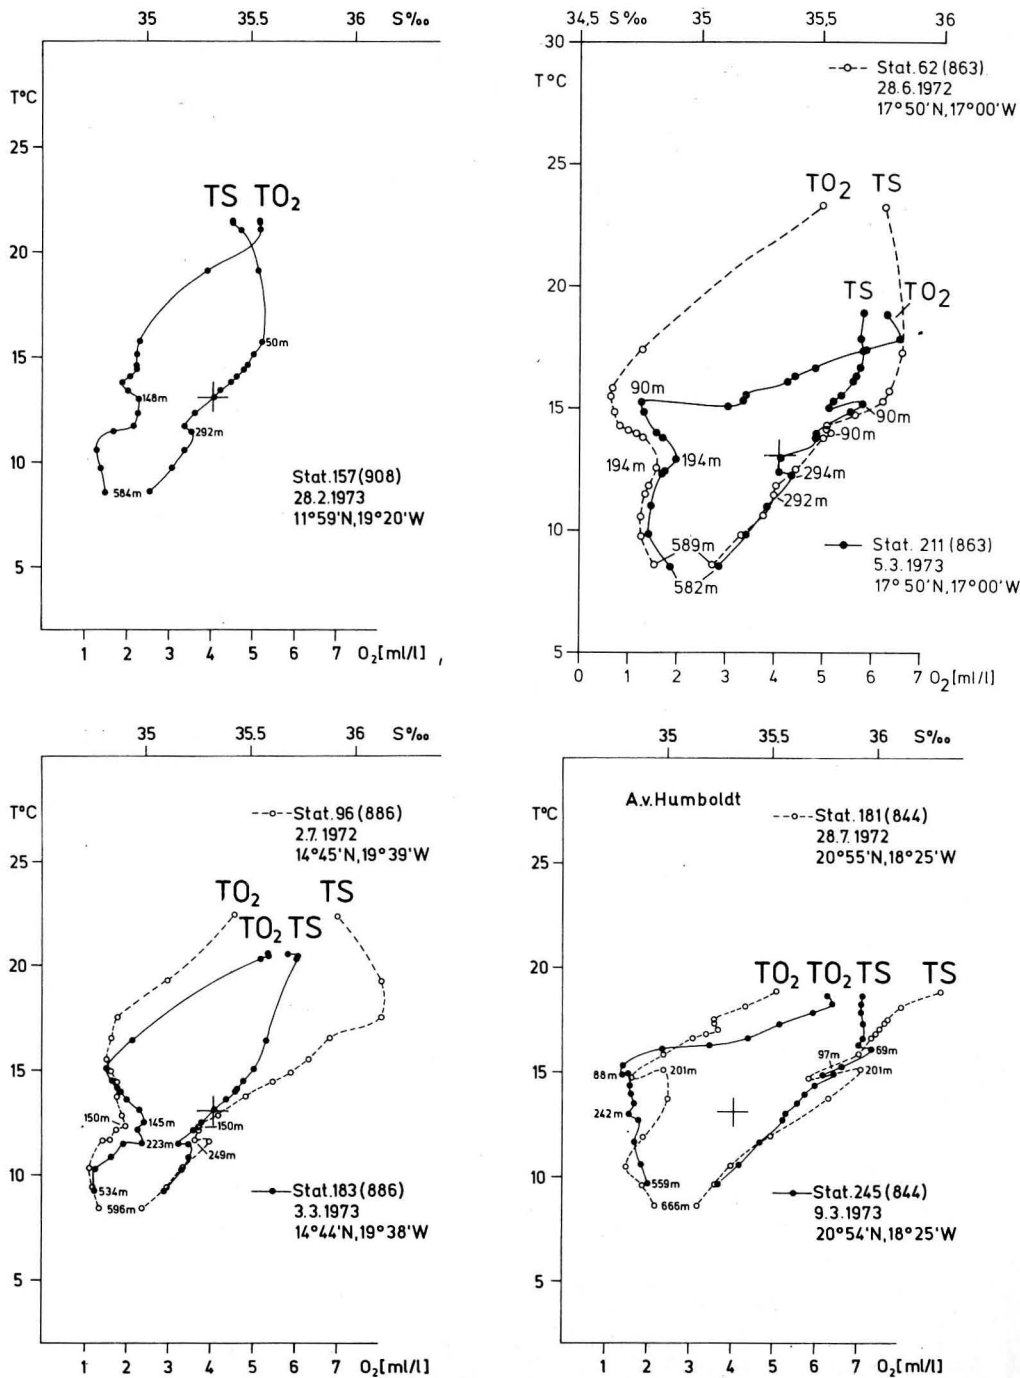 35 35,5 36 S‰
T°C
25
20
15
10
5
TS TO₂
50m
148m
292m
584m
Stat.157(908)
28.2.1973
11°59'N,19°20'W
1 2 3 4 5 6 7 O₂[ml/l]
34,5 S‰ 35 35,5 36
30
T°C
25
20
15
10
5
Stat.62(863)
28.6.1972
17°50'N,17°00'W
TO₂ TS
TS TO₂
90m
90m
90m
194m
194m
294m
292m
589m
582m
Stat.211(863)
5.3.1973
17°50'N,17°00'W
0 1 2 3 4 5 6 7 O₂[ml/l]
35 35,5 36 S‰
T°C
25
20
15
10
5
Stat.96(886)
2.7.1972
14°45'N,19°39'W
TO₂ TS
TO₂ TS
150m
145m
150m
223m
249m
534m
596m
Stat.183(886)
3.3.1973
14°44'N,19°38'W
1 2 3 4 5 6 7 O₂[ml/l]
35 35,5 36 S‰
T°C
25
20
15
10
5
A.v.Humboldt
Stat.181(844)
28.7.1972
20°55'N,18°25'W
TO₂ TO₂ TS TS
69m
97m
88m
201m
201m
242m
559m
666m
Stat.245(844)
9.3.1973
20°54'N,18°25'W
1 2 3 4 5 6 7 O₂[ml/l]